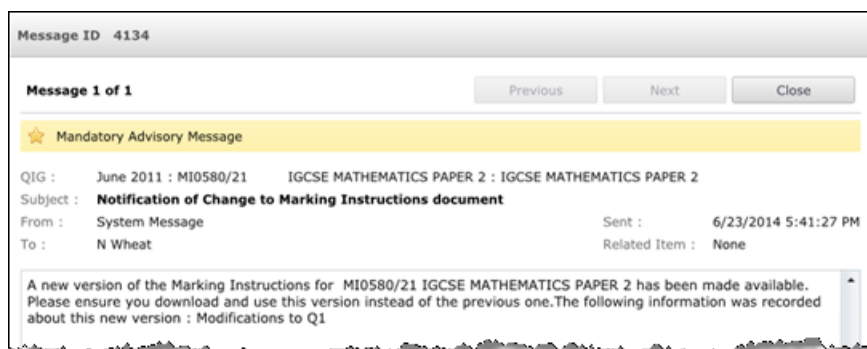 Message ID 4134
Message 1 of 1 Previous Next Close
Mandatory Advisory Message
QIG : June 2011 : MI0580/21 IGCSE MATHEMATICS PAPER 2 : IGCSE MATHEMATICS PAPER 2
Subject : Notification of Change to Marking Instructions document
From : System Message Sent : 6/23/2014 5:41:27 PM
To : N Wheat Related Item : None
A new version of the Marking Instructions for MI0580/21 IGCSE MATHEMATICS PAPER 2 has been made available.
Please ensure you download and use this version instead of the previous one.The following information was recorded
about this new version : Modifications to Q1